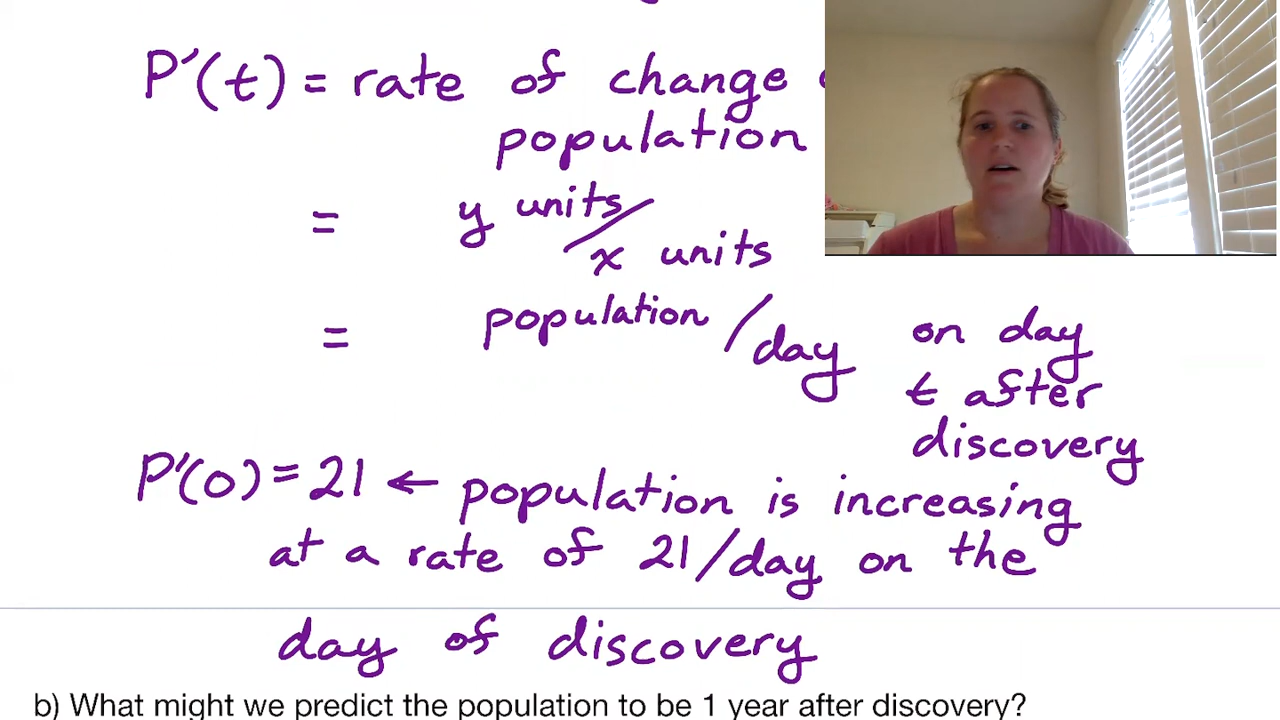 P'(t) = rate of change
population
= y units/x units
= population/day on day
t after
discovery
P'(0) = 21 ← population is increasing
at a rate of 21/day on the
day of discovery
b) What might we predict the population to be 1 year after discovery?